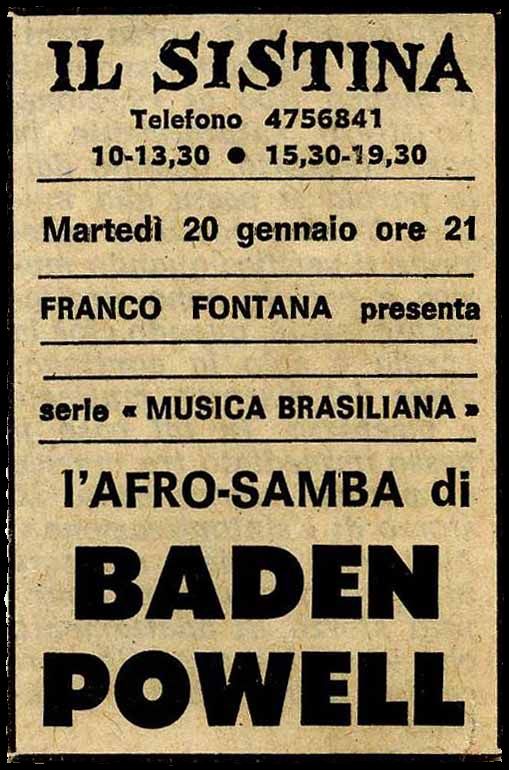 IL SISTINA
Telefono 4756841
10-13,30 ● 15,30-19,30
Martedì 20 gennaio ore 21
FRANCO FONTANA presenta
serie « MUSICA BRASILIANA »
l'AFRO-SAMBA di
BADEN
POWELL